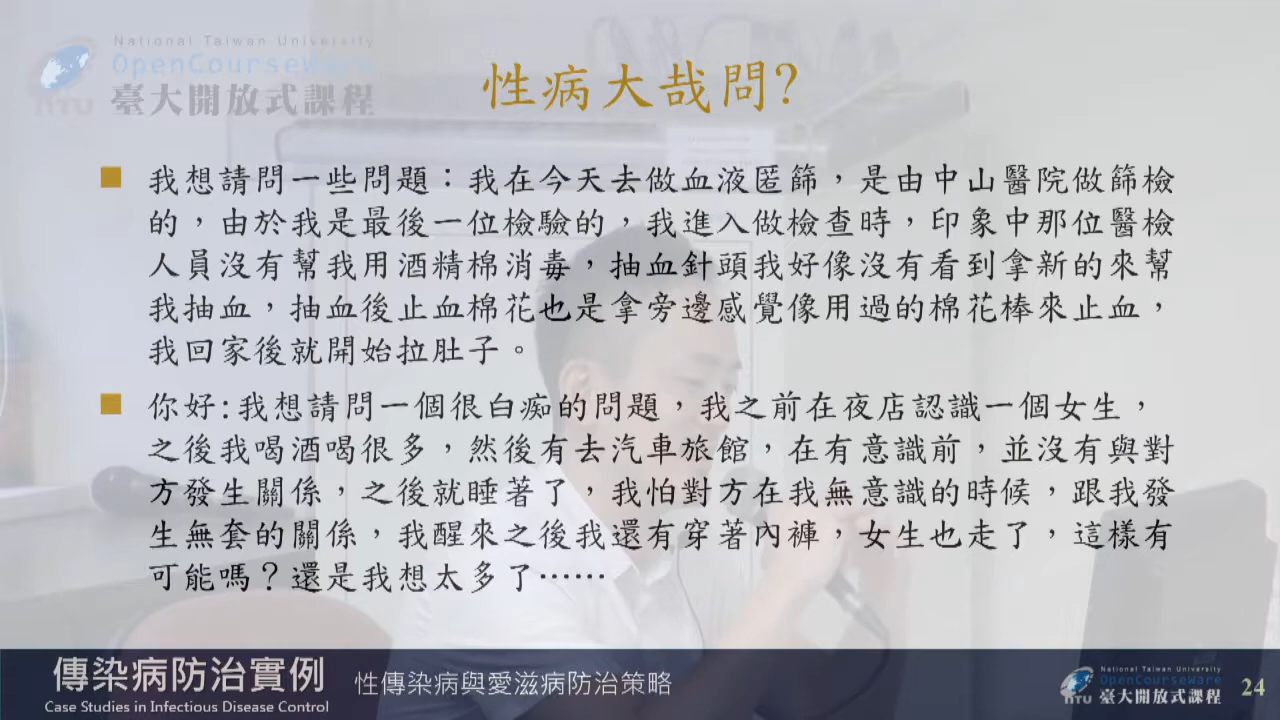 National Taiwan University
OpenCourseWare
NTU 臺大開放式課程
性病大哉問?
我想請問一些問題：我在今天去做血液匿篩，是由中山醫院做篩檢
的，由於我是最後一位檢驗的，我進入做檢查時，印象中那位醫檢
人員沒有幫我用酒精棉消毒，抽血針頭我好像沒有看到拿新的來幫
我抽血，抽血後止血棉花也是拿旁邊感覺像用過的棉花棒來止血，
我回家後就開始拉肚子。
你好:我想請問一個很白痴的問題，我之前在夜店認識一個女生，
之後我喝酒喝很多，然後有去汽車旅館，在有意識前，並沒有與對
方發生關係，之後就睡著了，我怕對方在我無意識的時候，跟我發
生無套的關係，我醒來之後我還有穿著內褲，女生也走了，這樣有
可能嗎？還是我想太多了……
傳染病防治實例
Case Studies in Infectious Disease Control
性傳染病與愛滋病防治策略
National Taiwan University
OpenCourseWare
NTU 臺大開放式課程
24